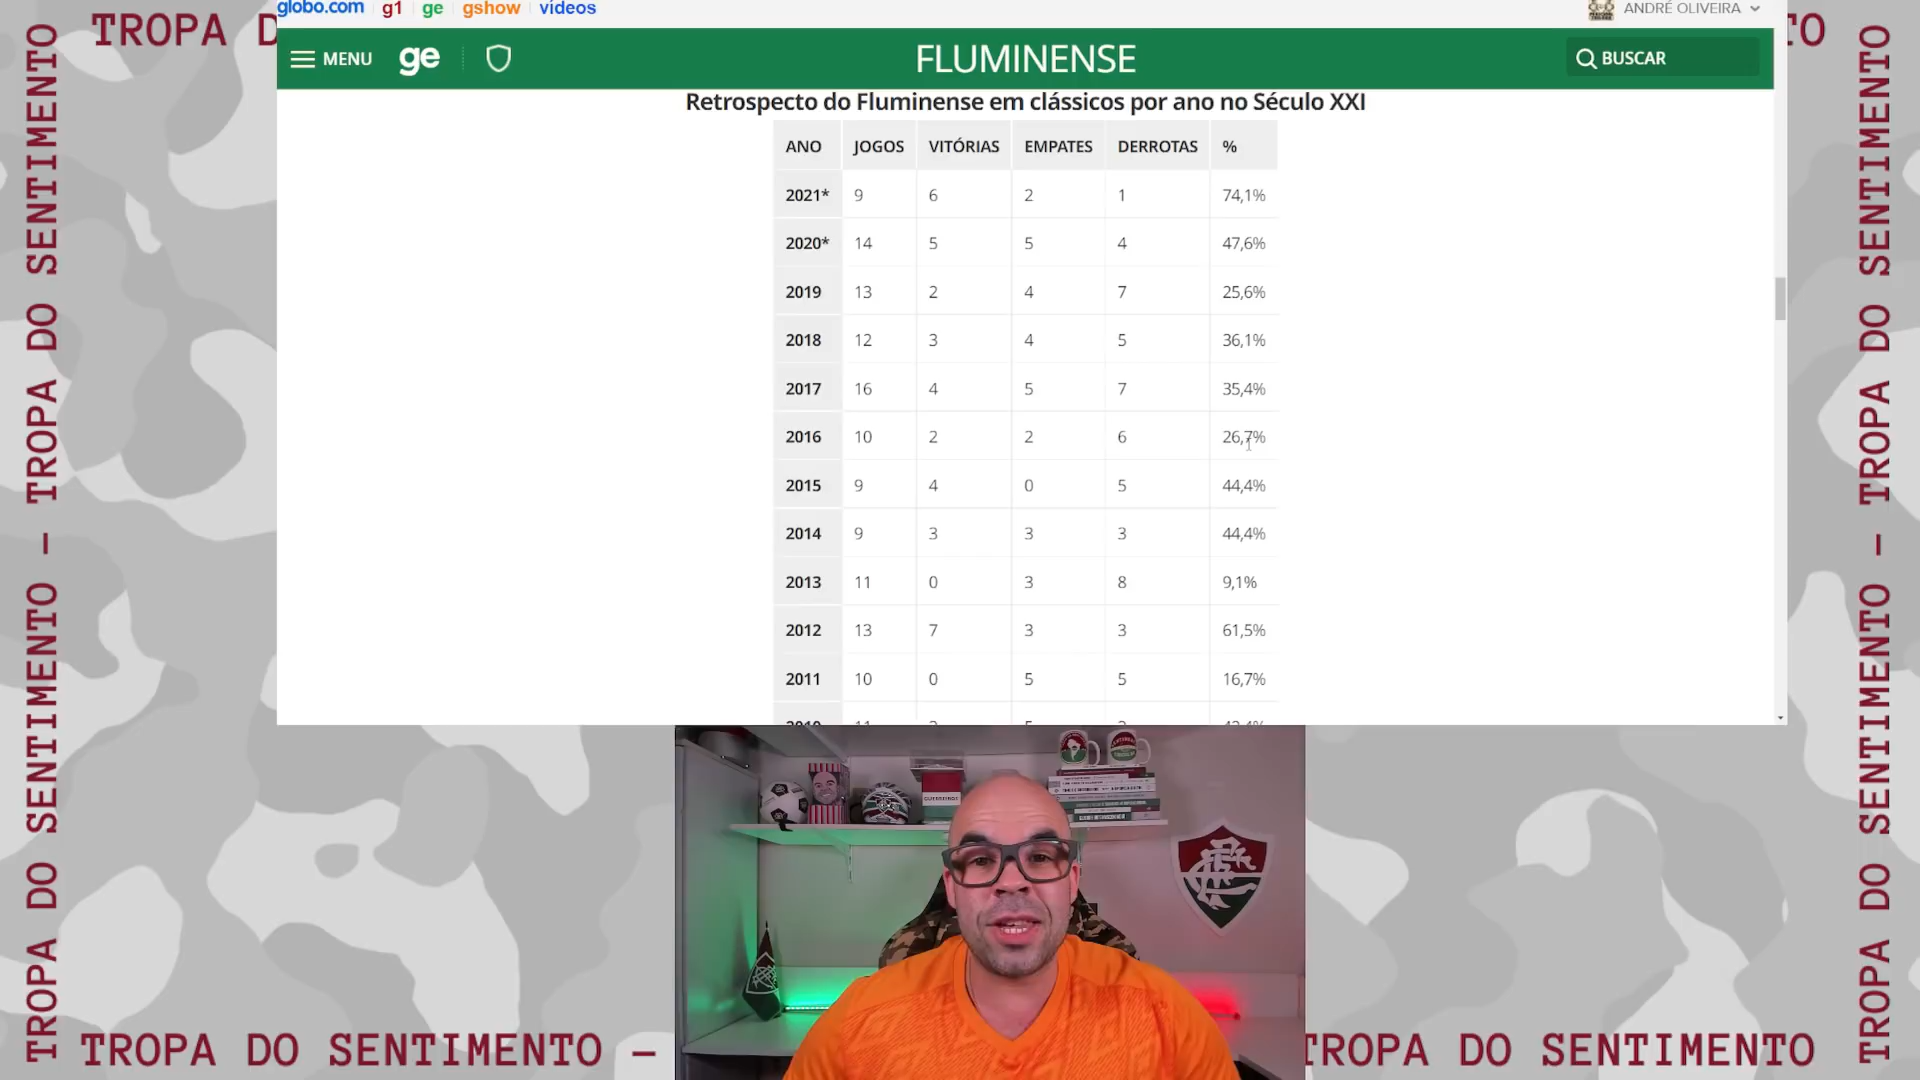 TROPA D
TO
globo.com g1 ge gshow vídeos
ANDRÉ OLIVEIRA
MENU ge FLUMINENSE BUSCAR
Retrospecto do Fluminense em clássicos por ano no Século XXI
ANO JOGOS VITÓRIAS EMPATES DERROTAS %
2021* 9 6 2 1 74,1%
2020* 14 5 5 4 47,6%
2019 13 2 4 7 25,6%
2018 12 3 4 5 36,1%
2017 16 4 5 7 35,4%
2016 10 2 2 6 26,7%
2015 9 4 0 5 44,4%
2014 9 3 3 3 44,4%
2013 11 0 3 8 9,1%
2012 13 7 3 3 61,5%
2011 10 0 5 5 16,7%
TROPA DO SENTIMENTO - TROPA DO SENTIMENTO
TROPA DO SENTIMENTO - TROPA DO SENTIMENTO
GUERREIROS
TROPA DO SENTIMENTO -
TROPA DO SENTIMENTO